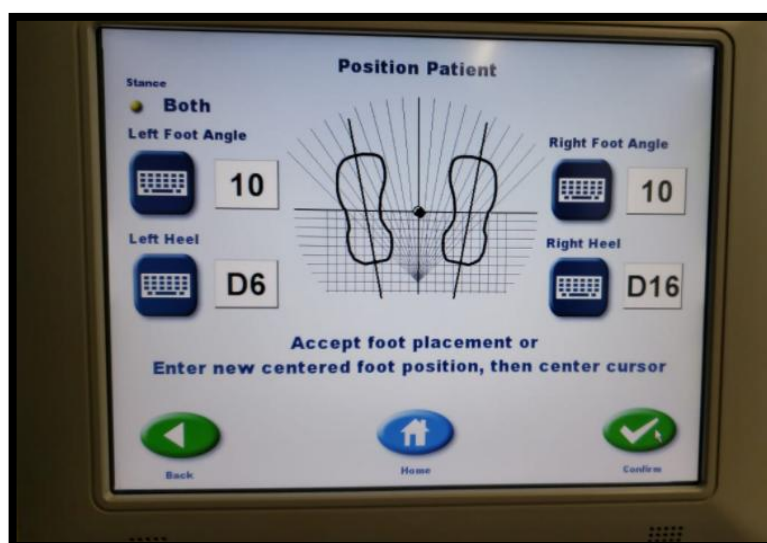 Position Patient
Stance
Both
Left Foot Angle
10
Right Foot Angle
10
Left Heel
D6
Right Heel
D16
Accept foot placement or
Enter new centered foot position, then center cursor
Back
Home
Confirm